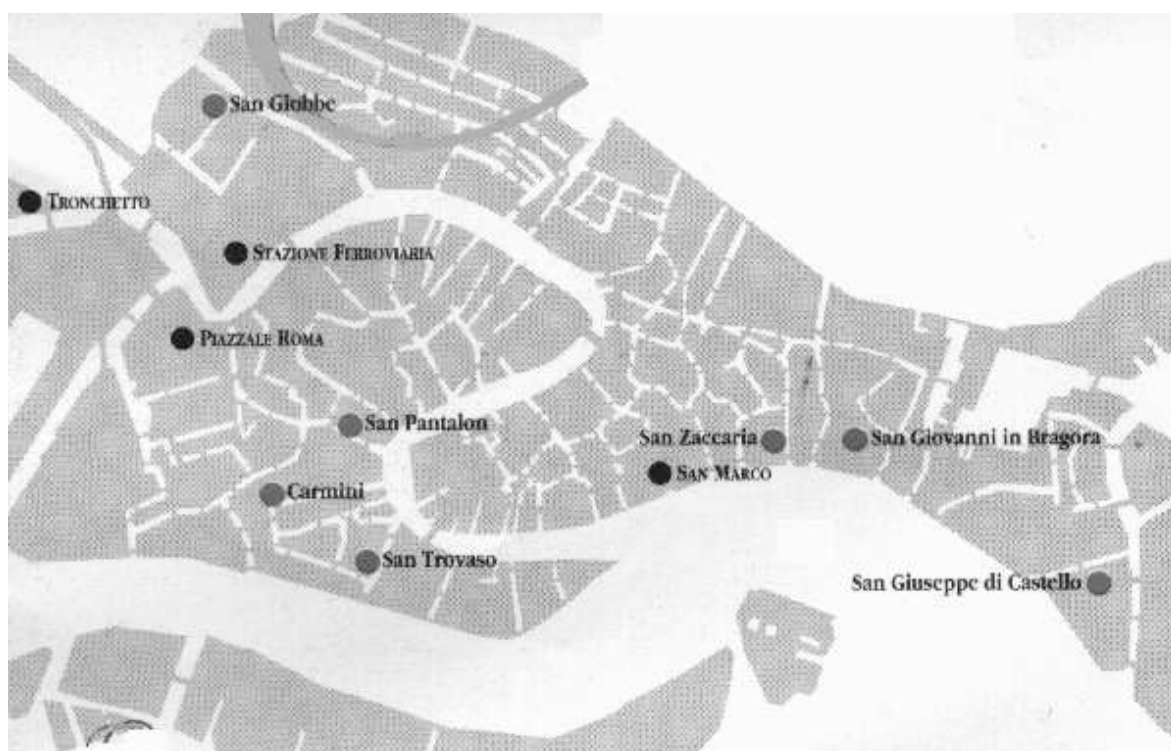 San Giobbe
TRONCHETTO
STAZIONE FERROVIARIA
PIAZZALE ROMA
San Pantalon
San Zaccaria
San Giovanni in Bragora
SAN MARCO
Carmini
San Trovaso
San Giuseppe di Castello